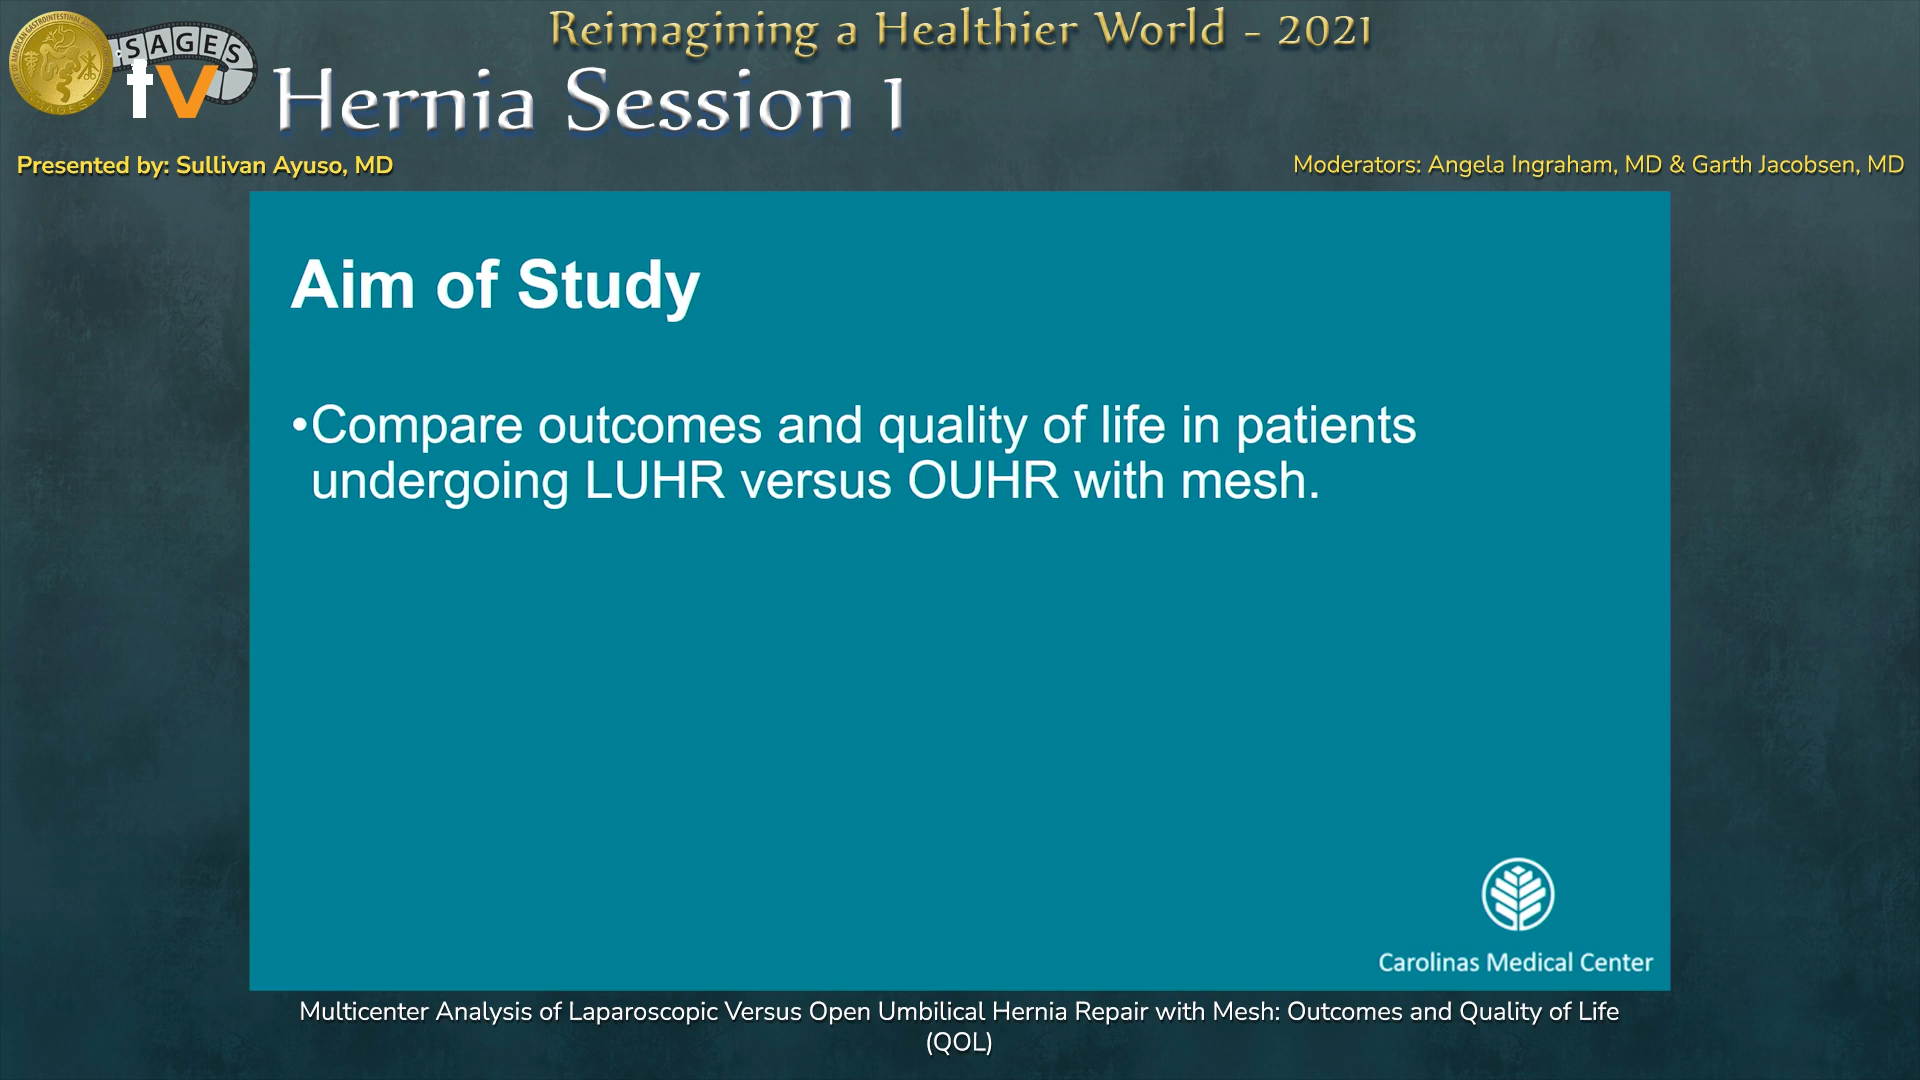 Reimagining a Healthier World - 2021
SAGES
tv
Hernia Session 1
Presented by: Sullivan Ayuso, MD
Moderators: Angela Ingraham, MD & Garth Jacobsen, MD
Aim of Study
•Compare outcomes and quality of life in patients
undergoing LUHR versus OUHR with mesh.
Carolinas Medical Center
Multicenter Analysis of Laparoscopic Versus Open Umbilical Hernia Repair with Mesh: Outcomes and Quality of Life
(QOL)